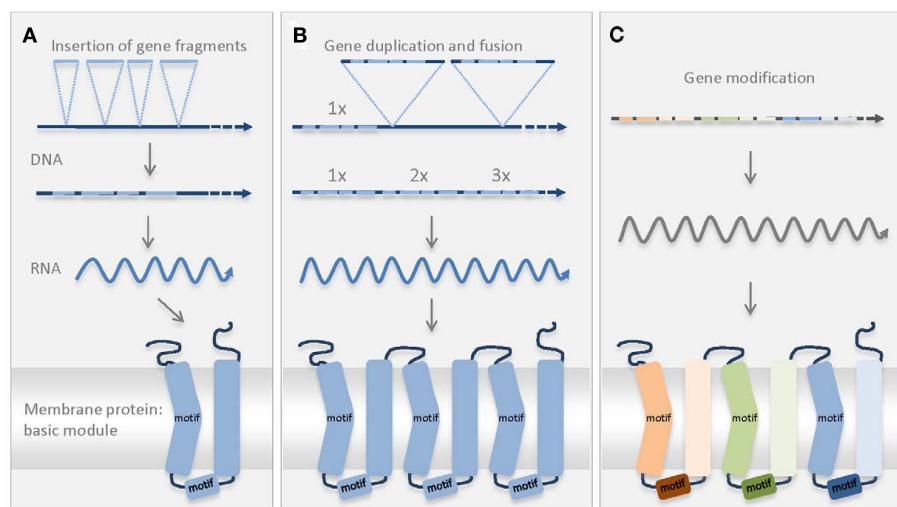 A
Insertion of gene fragments
DNA
RNA
Membrane protein:
basic module
motif
motif
B
Gene duplication and fusion
1x
1x 2x 3x
motif motif motif
motif motif motif
C
Gene modification
motif motif motif
motif motif motif